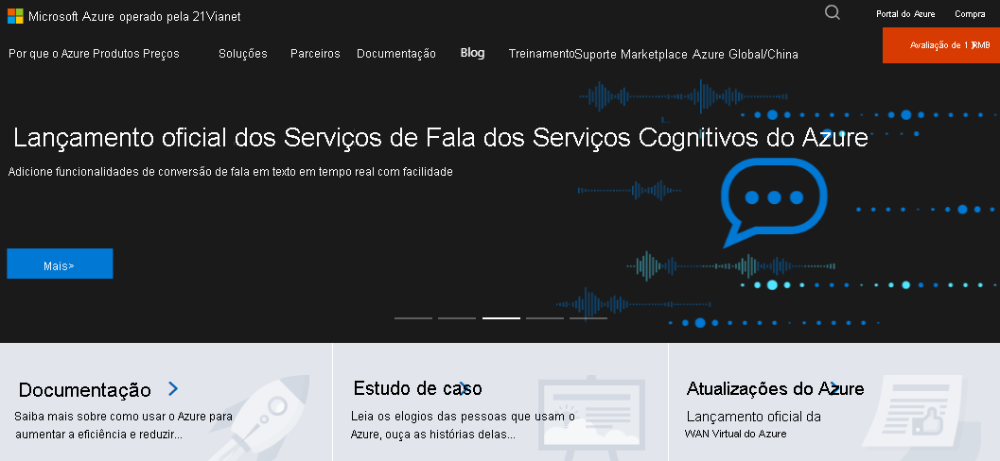 Microsoft Azure operado pela 21Vianet
Portal do Azure Compra
Avaliação de 1 RMB
Por que o Azure Produtos Preços Soluções Parceiros Documentação Blog Treinamento Suporte Marketplace Azure Global/China
Lançamento oficial dos Serviços de Fala dos Serviços Cognitivos do Azure
Adicione funcionalidades de conversão de fala em texto em tempo real com facilidade
Mais>
Documentação
Saiba mais sobre como usar o Azure para
aumentar a eficiência e reduzir...
Estudo de caso
Leia os elogios das pessoas que usam o
Azure, ouça as histórias delas...
Atualizações do Azure
Lançamento oficial da
WAN Virtual do Azure